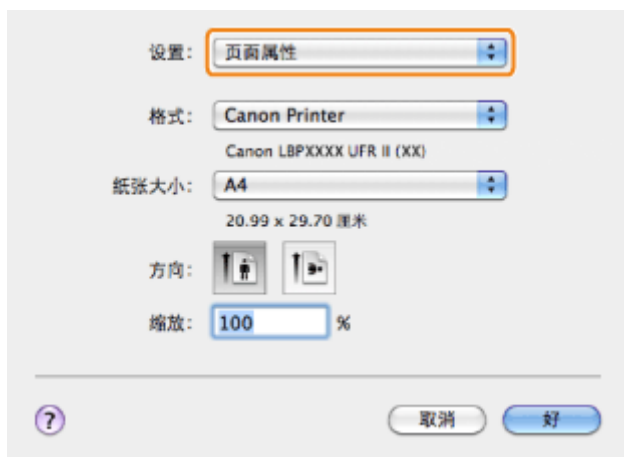 设置： 页面属性
格式： Canon Printer
Canon LBPXXXX UFR II (XX)
纸张大小： A4
20.99 x 29.70 厘米
方向：
缩放： 100 %
? 取消 好